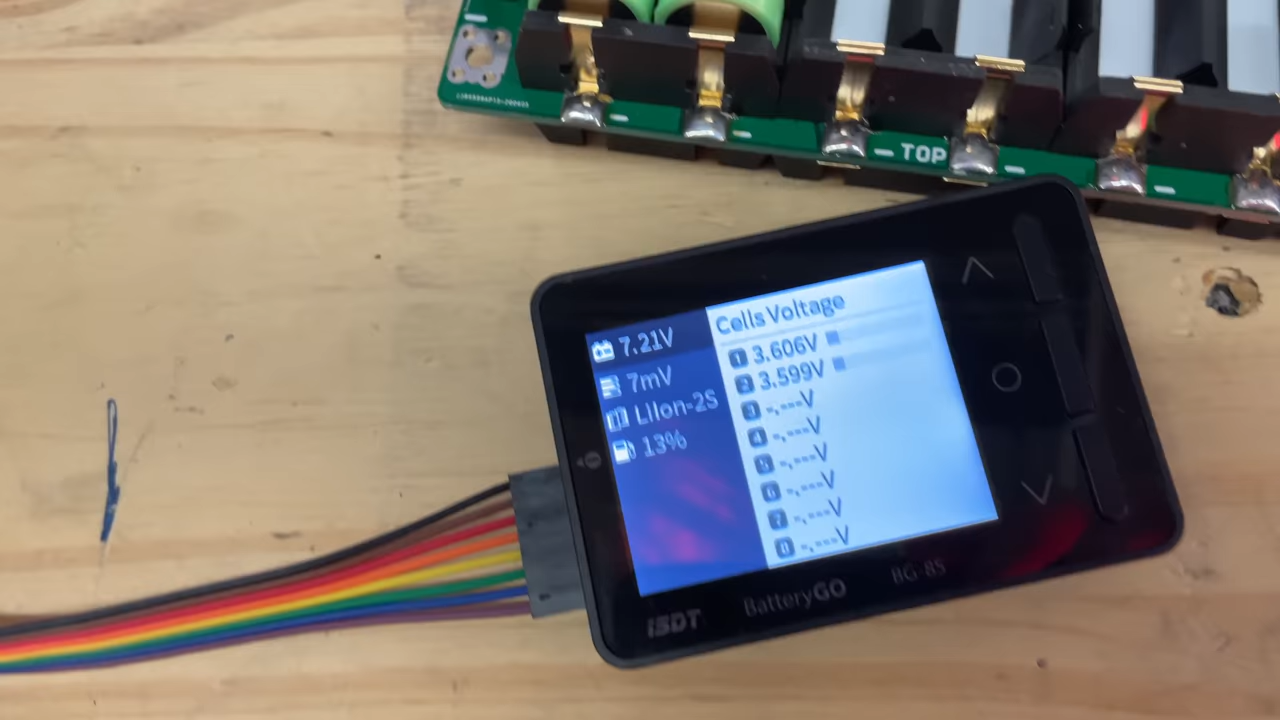 TOP
Cells Voltage
7.21V
7mV
LiIon-2S
13%
1 3.606V
2 3.599V
3 -.---V
4 -.---V
5 -.---V
6 -.---V
7 -.---V
8 -.---V
iSDT BatteryGO BG-8S